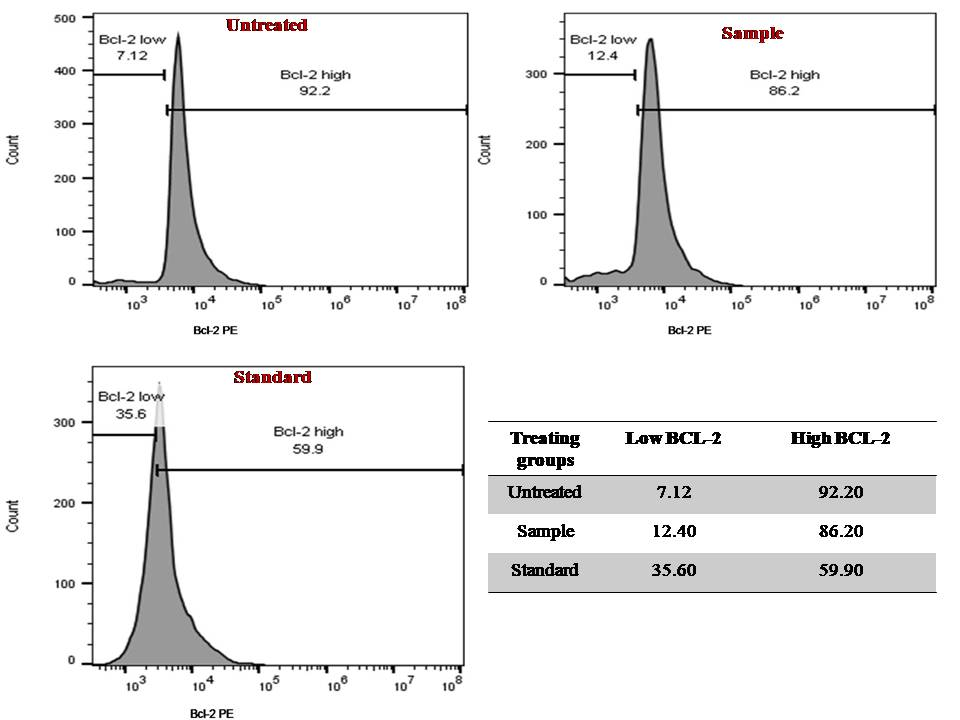 Untreated
500
Bcl-2 low
7.12
400
Bcl-2 high
92.2
300
200
100
0
Count
10³ 10⁴ 10⁵ 10⁶ 10⁷ 10⁸
Bcl-2 PE
Sample
Bcl-2 low
12.4
300
Bcl-2 high
86.2
200
100
0
Count
10³ 10⁴ 10⁵ 10⁶ 10⁷ 10⁸
Bcl-2 PE
Standard
Bcl-2 low
35.6
300
Bcl-2 high
59.9
200
100
0
Count
10³ 10⁴ 10⁵ 10⁶ 10⁷ 10⁸
Bcl-2 PE
Treating groups Low BCL-2 High BCL-2
Untreated 7.12 92.20
Sample 12.40 86.20
Standard 35.60 59.90